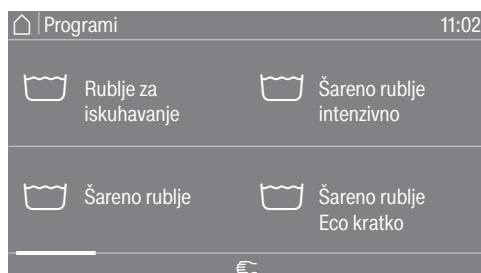 Programi 11:02
Rublje za
iskuhavanje
Šareno rublje
intenzivno
Šareno rublje
Šareno rublje
Eco kratko